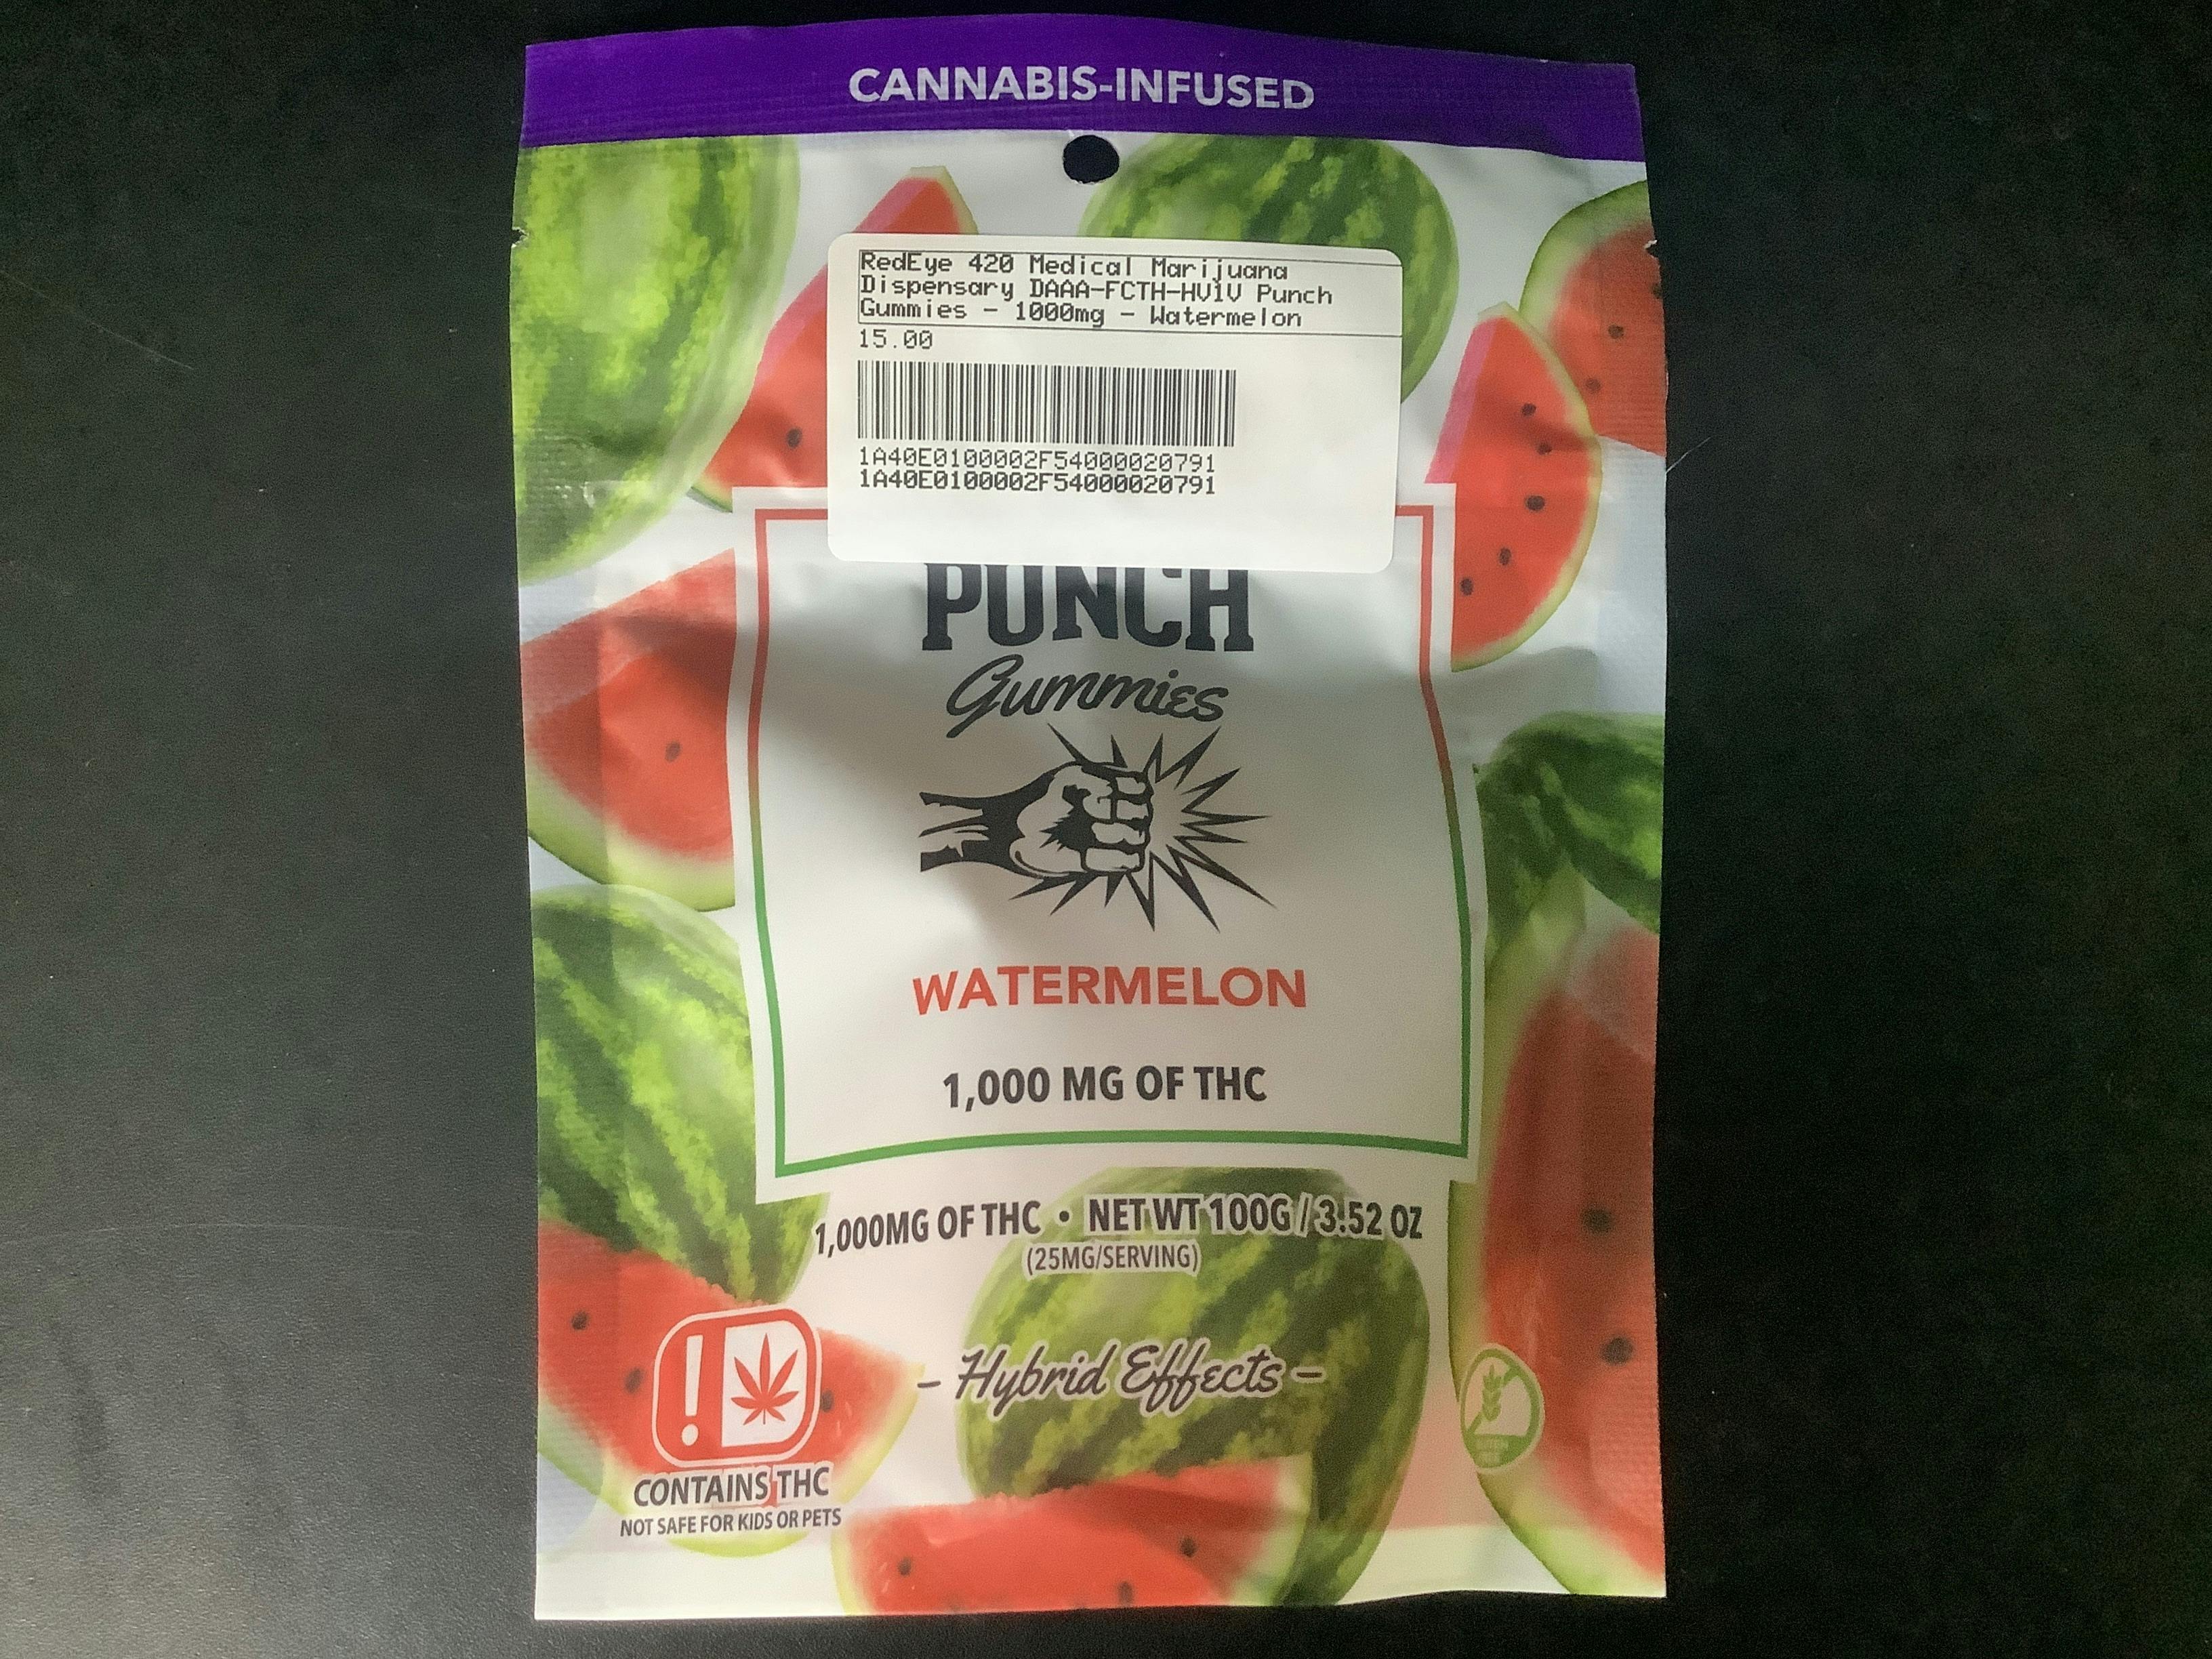 CANNABIS-INFUSED
RedEye 420 Medical Marijuana
Dispensary DAAA-FCTH-HV1V Punch
Gummies - 1000mg - Watermelon
15.00
1A40E0100002F54000020791
1A40E0100002F54000020791
PUNCH
Gummies
WATERMELON
1,000 MG OF THC
1,000MG OF THC • NET WT 100G / 3.52 OZ
(25MG/SERVING)
- Hybrid Effects -
!
CONTAINS THC
NOT SAFE FOR KIDS OR PETS